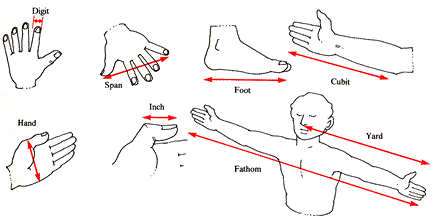 Digit
Span
Foot
Cubit
Hand
Inch
Yard
Fathom